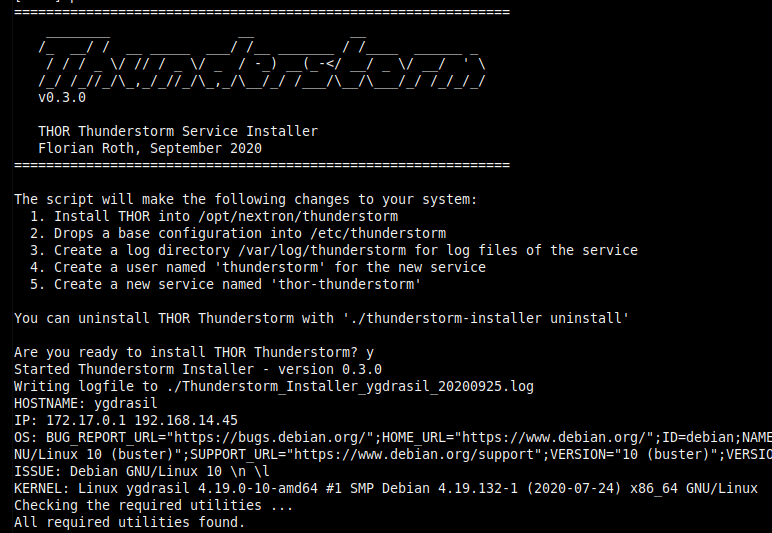 ==============================================================
    ________                __            __
   /_  __/ /  __ _____  ___/ /__ _______ / /____  ______ _
    / / / _ \/ // / _ \/ _  / -_) __(_-</ __/ _ \/ __/  ' \
   /_/ /_//_/\_,_/_//_/\_,_/\__/_/ /___/\__/\___/_/ /_/_/_/
   v0.3.0
   THOR Thunderstorm Service Installer
   Florian Roth, September 2020
==============================================================
The script will make the following changes to your system:
  1. Install THOR into /opt/nextron/thunderstorm
  2. Drops a base configuration into /etc/thunderstorm
  3. Create a log directory /var/log/thunderstorm for log files of the service
  4. Create a user named 'thunderstorm' for the new service
  5. Create a new service named 'thor-thunderstorm'
You can uninstall THOR Thunderstorm with './thunderstorm-installer uninstall'
Are you ready to install THOR Thunderstorm? y
Started Thunderstorm Installer - version 0.3.0
Writing logfile to ./Thunderstorm_Installer_ygdrasil_20200925.log
HOSTNAME: ygdrasil
IP: 172.17.0.1 192.168.14.45
OS: BUG_REPORT_URL="https://bugs.debian.org/";HOME_URL="https://www.debian.org/";ID=debian;NAME
NU/Linux 10 (buster)";SUPPORT_URL="https://www.debian.org/support";VERSION="10 (buster)";VERSIO
ISSUE: Debian GNU/Linux 10 \n \l
KERNEL: Linux ygdrasil 4.19.0-10-amd64 #1 SMP Debian 4.19.132-1 (2020-07-24) x86_64 GNU/Linux
Checking the required utilities ...
All required utilities found.